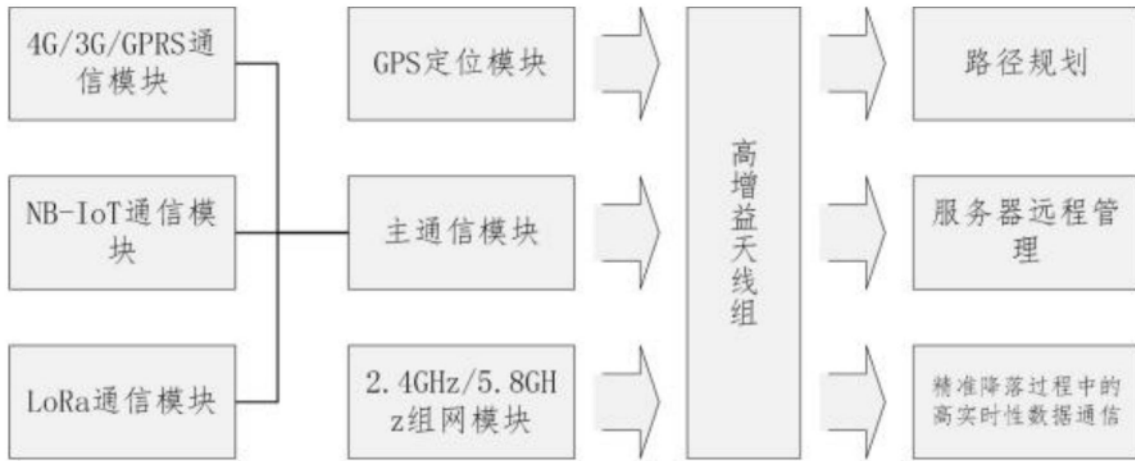 4G/3G/GPRS通
信模块
GPS定位模块
路径规划
NB-IoT通信模
块
主通信模块
高增益天线组
服务器远程管
理
LoRa通信模块
2.4GHz/5.8GH
z组网模块
精准降落过程中的
高实时性数据通信